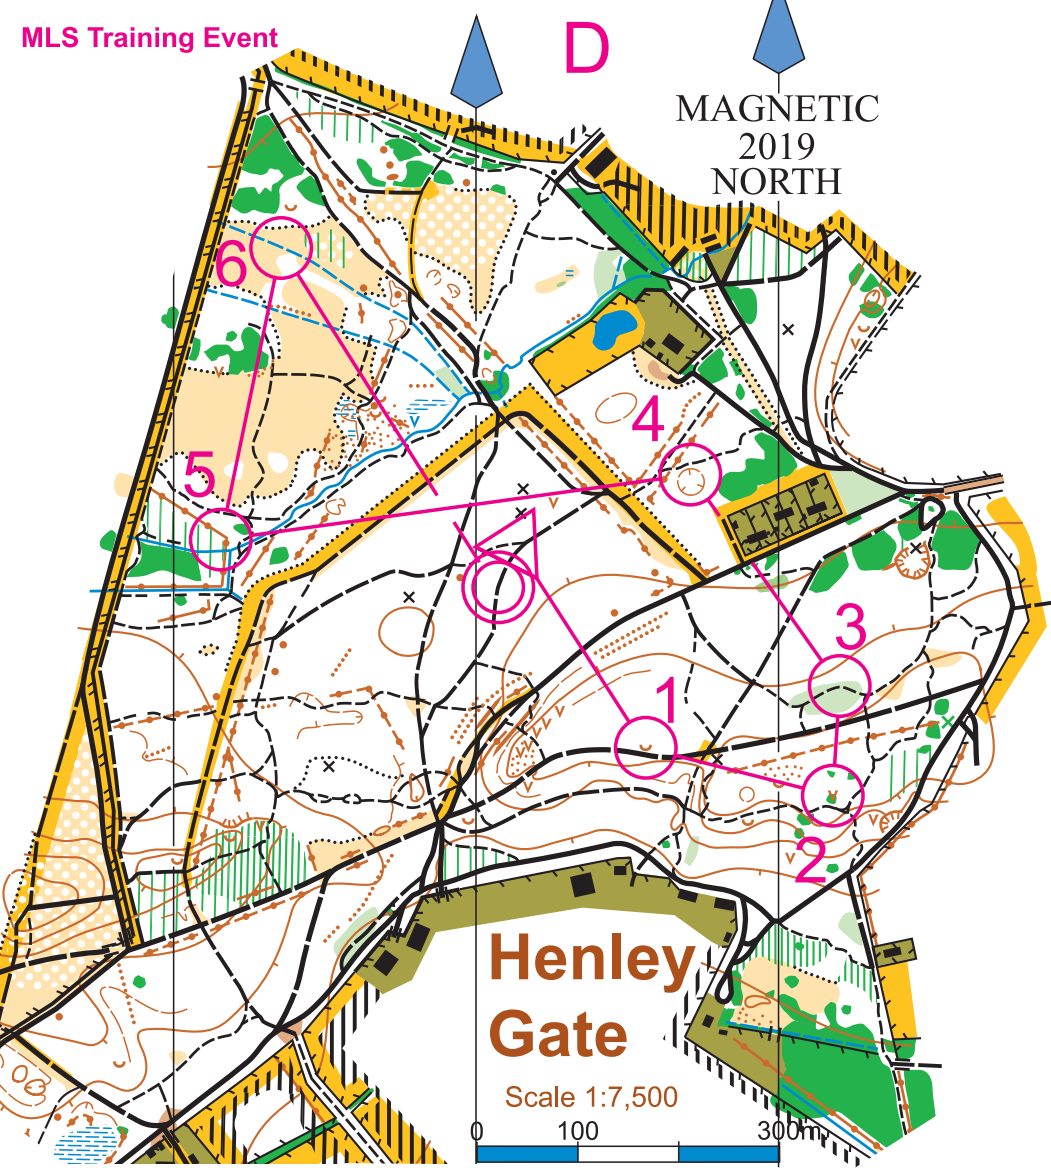 MLS Training Event
D
MAGNETIC
2019
NORTH
6
4
5
3
1
2
Henley
Gate
Scale 1:7,500
0 100 300m